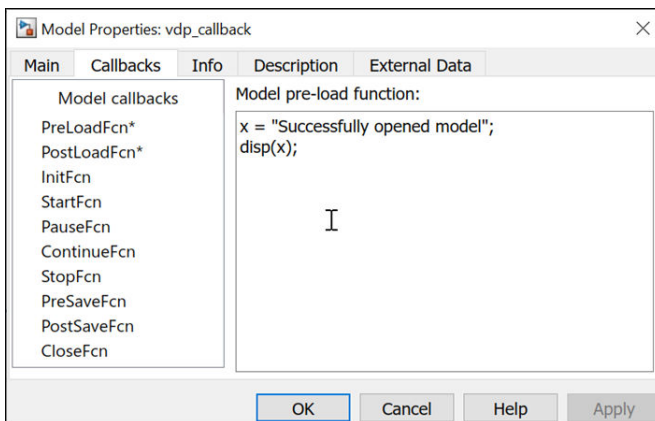 Model Properties: vdp_callback
Main Callbacks Info Description External Data
Model callbacks
PreLoadFcn*
PostLoadFcn*
InitFcn
StartFcn
PauseFcn
ContinueFcn
StopFcn
PreSaveFcn
PostSaveFcn
CloseFcn
Model pre-load function:
x = "Successfully opened model";
disp(x);
OK Cancel Help Apply